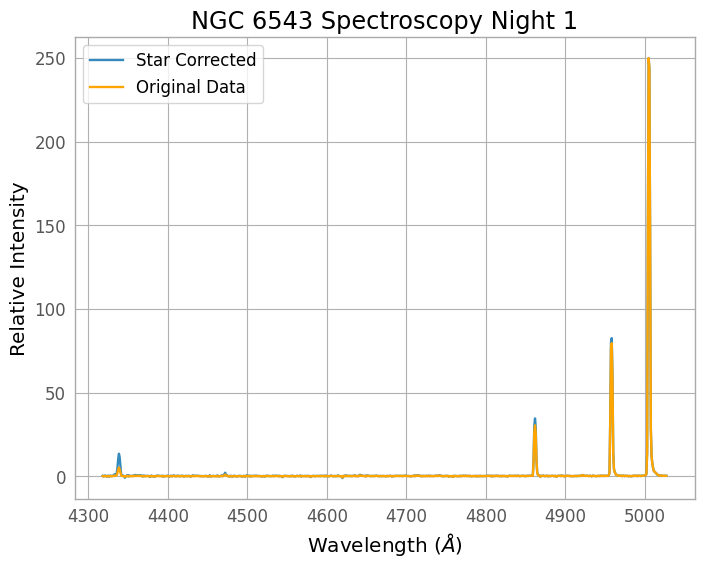 NGC 6543 Spectroscopy Night 1
Star Corrected
Original Data
Relative Intensity
250
200
150
100
50
0
4300 4400 4500 4600 4700 4800 4900 5000
Wavelength (Å)